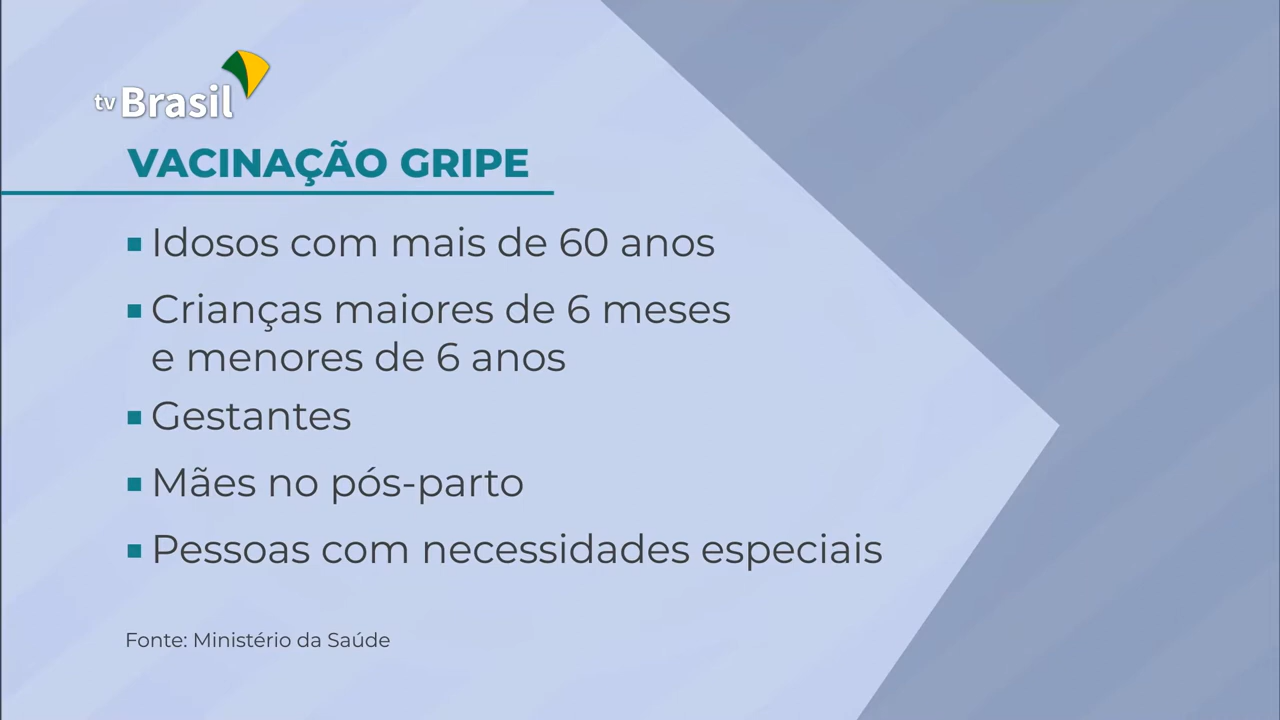 tv Brasil
VACINAÇÃO GRIPE
Idosos com mais de 60 anos
Crianças maiores de 6 meses
e menores de 6 anos
Gestantes
Mães no pós-parto
Pessoas com necessidades especiais
Fonte: Ministério da Saúde